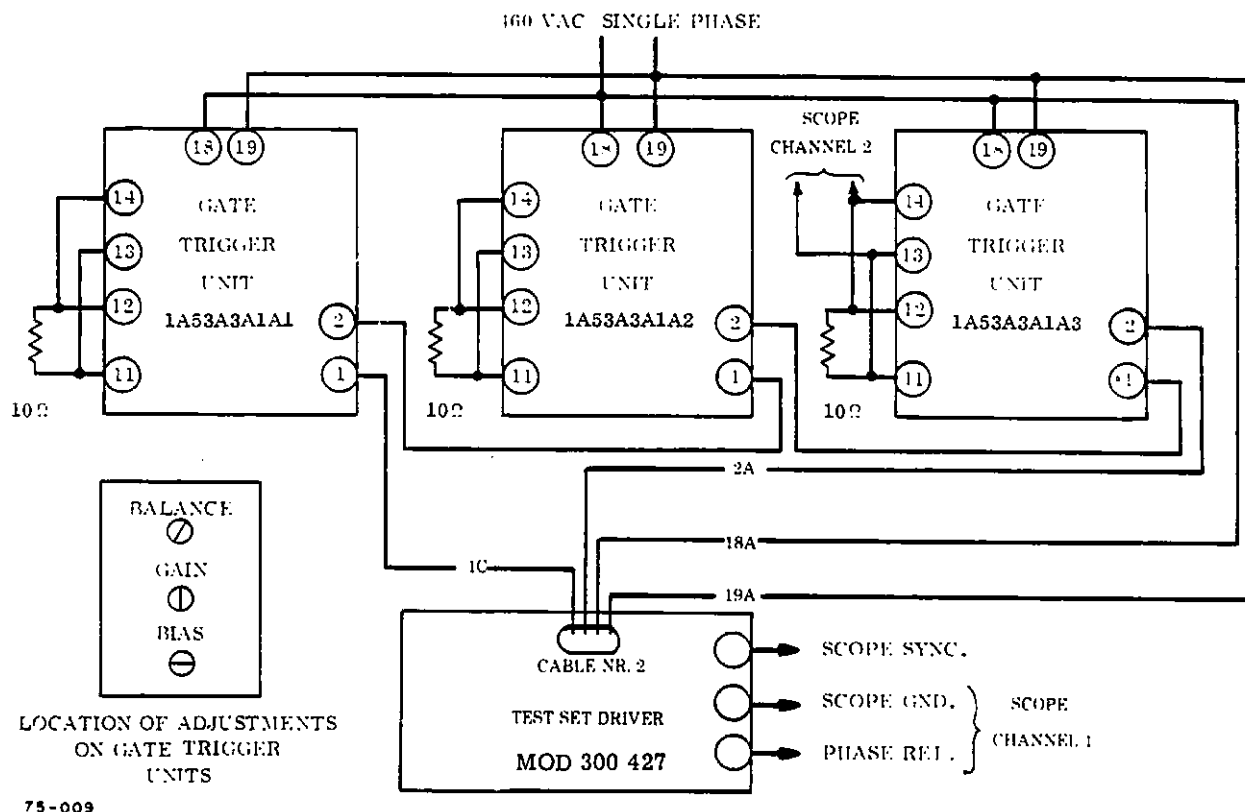 460 VAC SINGLE PHASE
18 19
14
GATE
13
TRIGGER
UNIT
12
1A53A3A1A1
2
11
1
10Ω
18 19
14
GATE
13
TRIGGER
UNIT
12
1A53A3A1A2
2
11
1
10Ω
SCOPE
CHANNEL 2
18 19
14
GATE
13
TRIGGER
UNIT
12
1A53A3A1A3
2
11
1
10Ω
2A
18A
1C
19A
BALANCE
GAIN
BIAS
LOCATION OF ADJUSTMENTS
ON GATE TRIGGER
UNITS
CABLE NR. 2
TEST SET DRIVER
MOD 300 427
SCOPE SYNC.
SCOPE GND.
PHASE REF.
SCOPE
CHANNEL 1
75-009